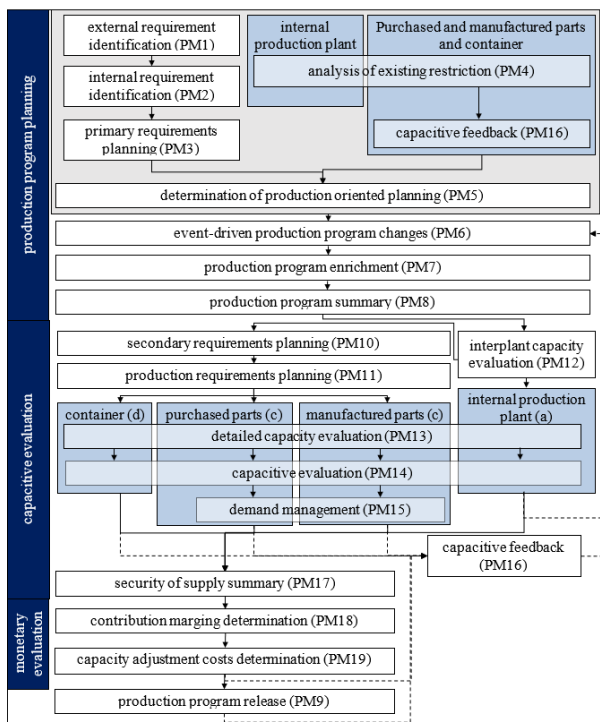 production program planning
external requirement
identification (PM1)
internal requirement
identification (PM2)
primary requirements
planning (PM3)
internal
production plant
Purchased and manufactured parts
and container
analysis of existing restriction (PM4)
capacitive feedback (PM16)
determination of production oriented planning (PM5)
event-driven production program changes (PM6)
production program enrichment (PM7)
production program summary (PM8)
capacitive evaluation
secondary requirements planning (PM10)
production requirements planning (PM11)
interplant capacity
evaluation (PM12)
container (d)
purchased parts (c)
manufactured parts (c)
internal production
plant (a)
detailed capacity evaluation (PM13)
capacitive evaluation (PM14)
demand management (PM15)
capacitive feedback
(PM16)
security of supply summary (PM17)
monetary
evaluation
contribution marging determination (PM18)
capacity adjustment costs determination (PM19)
production program release (PM9)